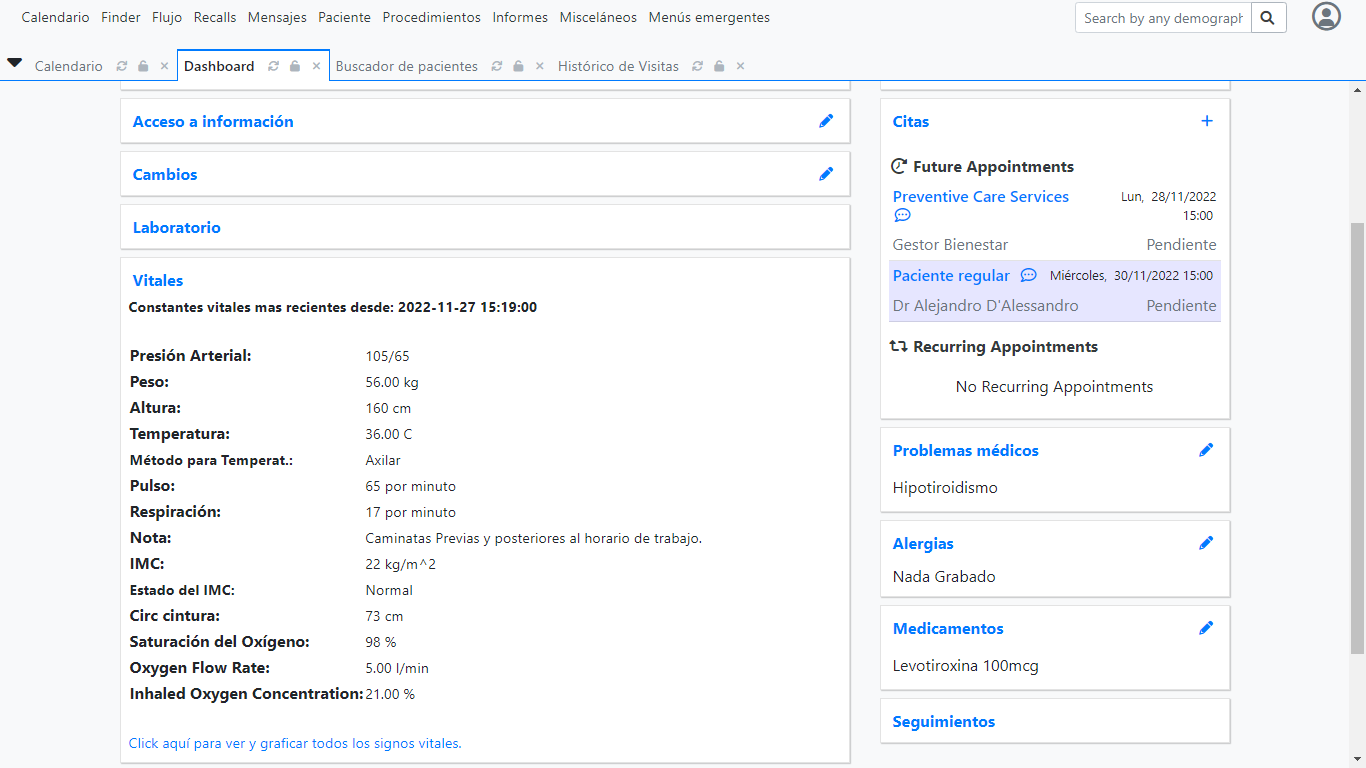 Calendario Finder Flujo Recalls Mensajes Paciente Procedimientos Informes Misceláneos Menús emergentes
Search by any demograph
Calendario Dashboard Buscador de pacientes Histórico de Visitas
Acceso a información
Cambios
Laboratorio
Vitales
Constantes vitales mas recientes desde: 2022-11-27 15:19:00
Presión Arterial: 105/65
Peso: 56.00 kg
Altura: 160 cm
Temperatura: 36.00 C
Método para Temperat.: Axilar
Pulso: 65 por minuto
Respiración: 17 por minuto
Nota: Caminatas Previas y posteriores al horario de trabajo.
IMC: 22 kg/m^2
Estado del IMC: Normal
Circ cintura: 73 cm
Saturación del Oxígeno: 98 %
Oxygen Flow Rate: 5.00 l/min
Inhaled Oxygen Concentration: 21.00 %
Click aquí para ver y graficar todos los signos vitales.
Citas
Future Appointments
Preventive Care Services Lun, 28/11/2022
15:00
Gestor Bienestar Pendiente
Paciente regular Miércoles, 30/11/2022 15:00
Dr Alejandro D'Alessandro Pendiente
Recurring Appointments
No Recurring Appointments
Problemas médicos
Hipotiroidismo
Alergias
Nada Grabado
Medicamentos
Levotiroxina 100mcg
Seguimientos